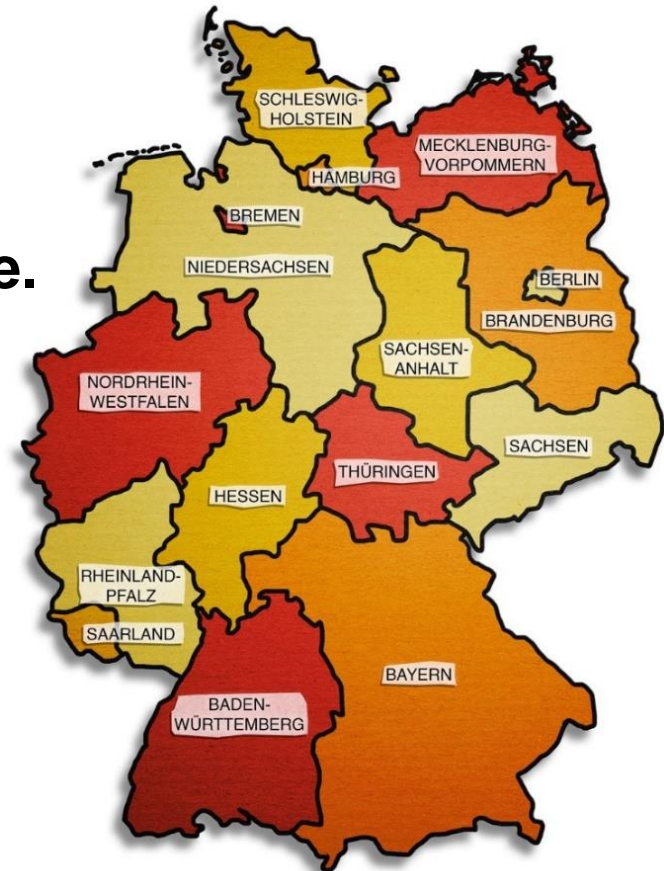 SCHLESWIG-
HOLSTEIN
MECKLENBURG-
VORPOMMERN
HAMBURG
BREMEN
e.
NIEDERSACHSEN
BERLIN
BRANDENBURG
SACHSEN-
ANHALT
NORDRHEIN-
WESTFALEN
SACHSEN
THÜRINGEN
HESSEN
RHEINLAND-
PFALZ
SAARLAND
BAYERN
BADEN-
WÜRTTEMBERG